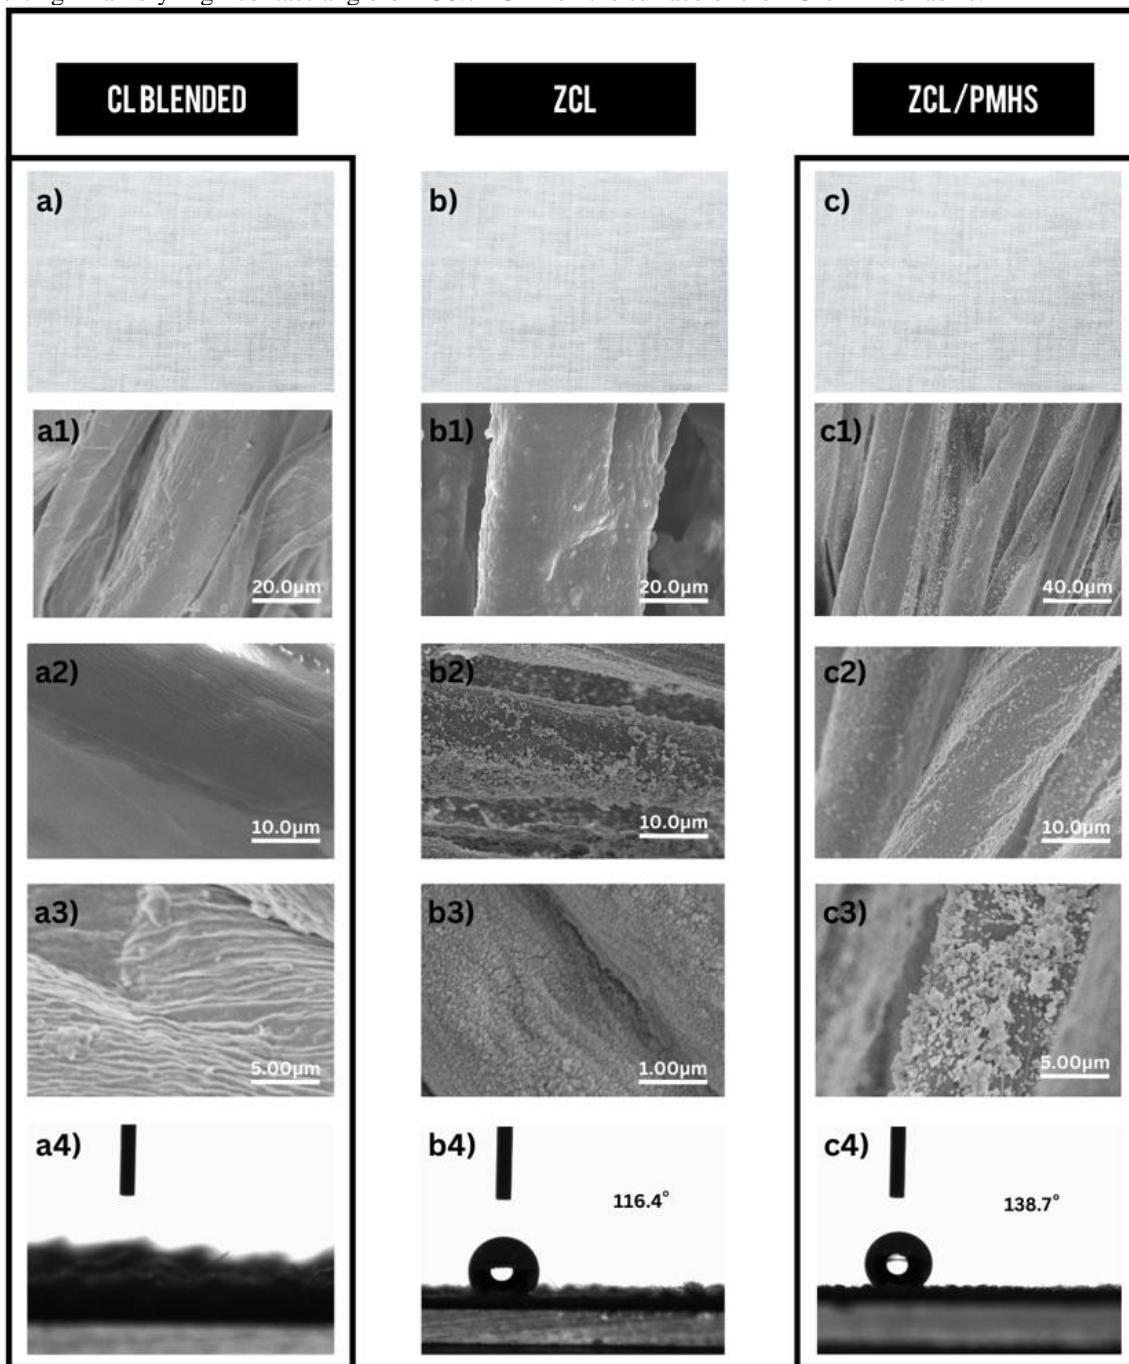 CL BLENDED
ZCL
ZCL/PMHS
a)
b)
c)
a1)
20.0µm
b1)
20.0µm
c1)
40.0µm
a2)
10.0µm
b2)
10.0µm
c2)
10.0µm
a3)
5.00µm
b3)
1.00µm
c3)
5.00µm
a4)
b4)
116.4°
c4)
138.7°